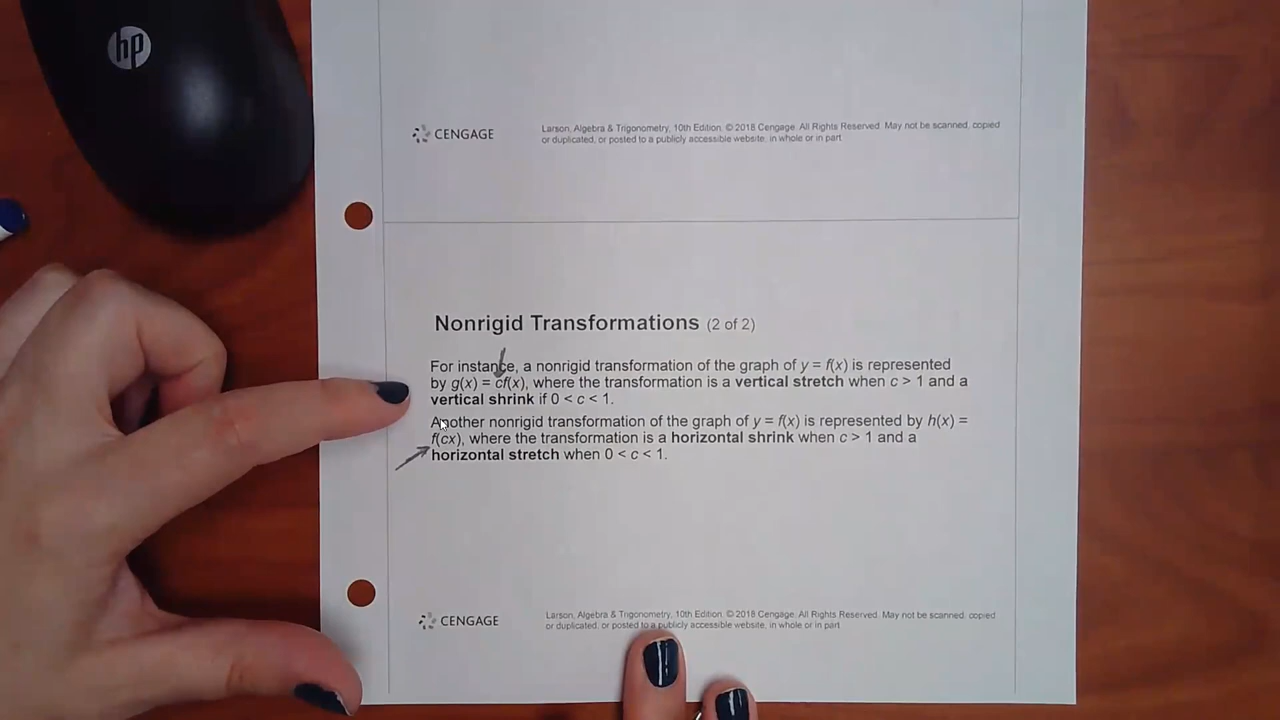 hp
CENGAGE
Larson, Algebra & Trigonometry, 10th Edition. © 2018 Cengage. All Rights Reserved. May not be scanned, copied
or duplicated, or posted to a publicly accessible website, in whole or in part.
Nonrigid Transformations (2 of 2)
For instance, a nonrigid transformation of the graph of y = f(x) is represented
by g(x) = cf(x), where the transformation is a vertical stretch when c > 1 and a
vertical shrink if 0 < c < 1.
Another nonrigid transformation of the graph of y = f(x) is represented by h(x) =
f(cx), where the transformation is a horizontal shrink when c > 1 and a
horizontal stretch when 0 < c < 1.
CENGAGE
Larson, Algebra & Trigonometry, 10th Edition. © 2018 Cengage. All Rights Reserved. May not be scanned, copied
or duplicated, or posted to a publicly accessible website, in whole or in part.